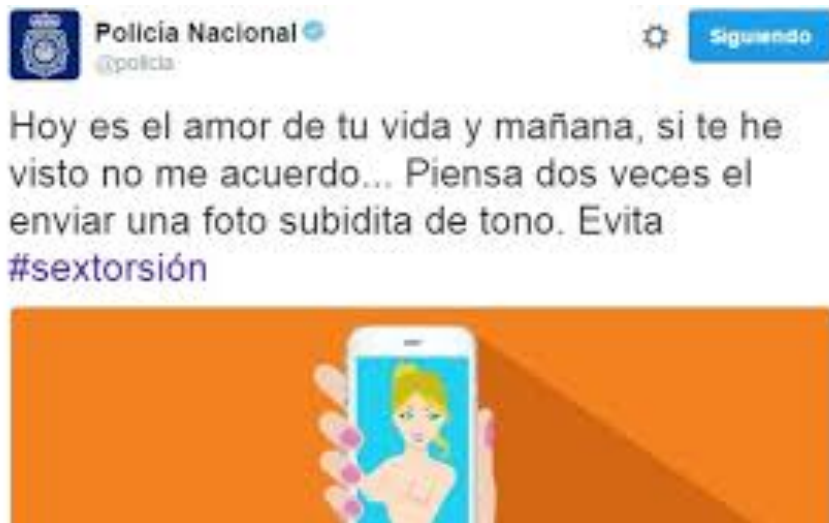 Policía Nacional
@policia
Siguiendo
Hoy es el amor de tu vida y mañana, si te he
visto no me acuerdo... Piensa dos veces el
enviar una foto subidita de tono. Evita
#sextorsión